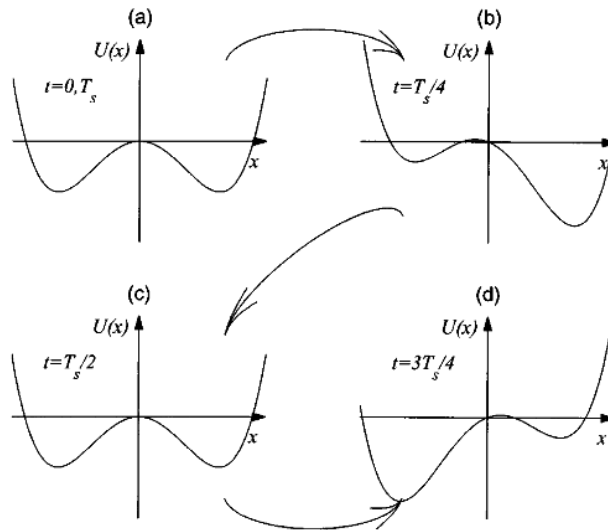 (a)
U(x)
t=0,T_s
x
(b)
U(x)
t=T_s/4
x
(c)
U(x)
t=T_s/2
x
(d)
U(x)
t=3T_s/4
x